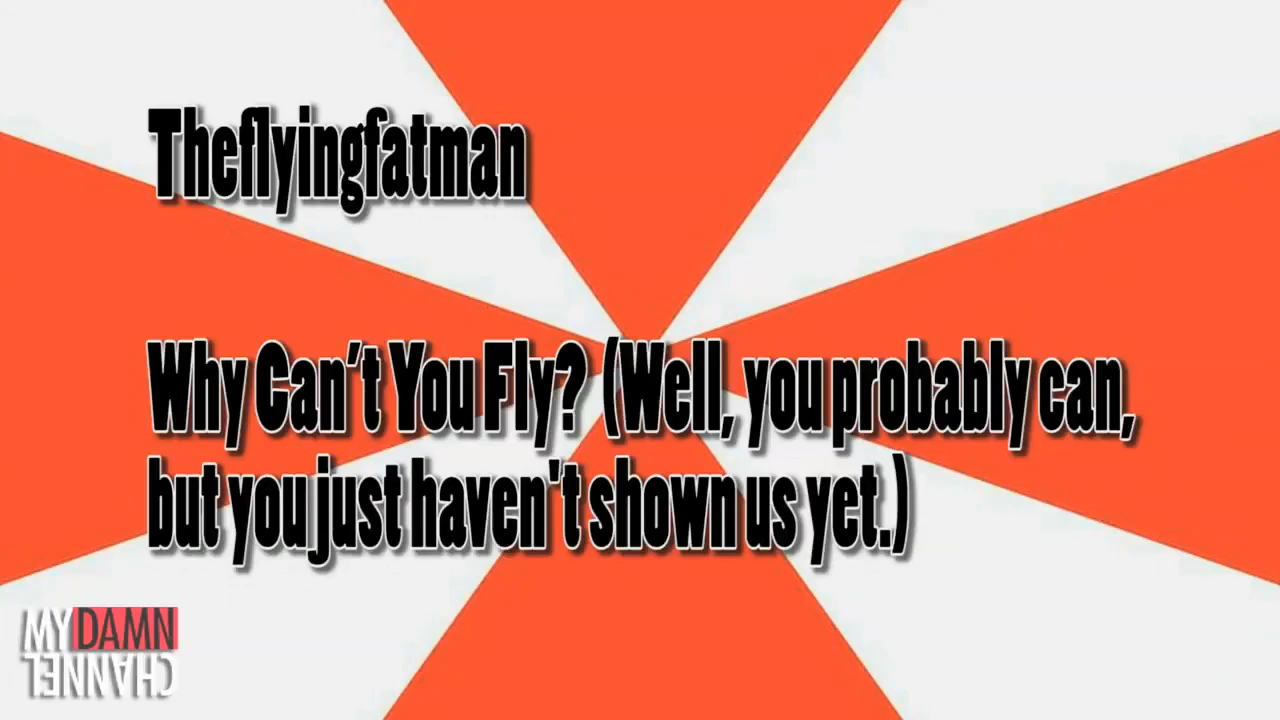 Theflyingfatman
Why Can't You Fly? (Well, you probably can,
but you just haven't shown us yet.)
MY DAMN
CHANNEL